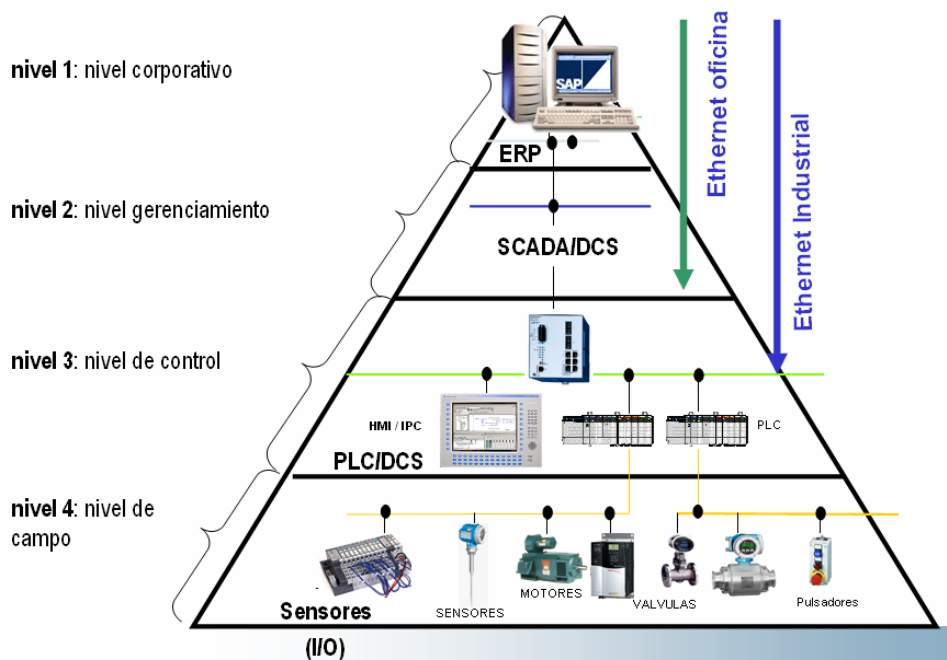 nivel 1: nivel corporativo
SAP
ERP
Ethernet oficina
Ethernet Industrial
nivel 2: nivel gerenciamiento
SCADA/DCS
nivel 3: nivel de control
HMI / IPC
PLC
PLC/DCS
nivel 4: nivel de
campo
Sensores
(I/O)
SENSORES
MOTORES
VALVULAS
Pulsadores